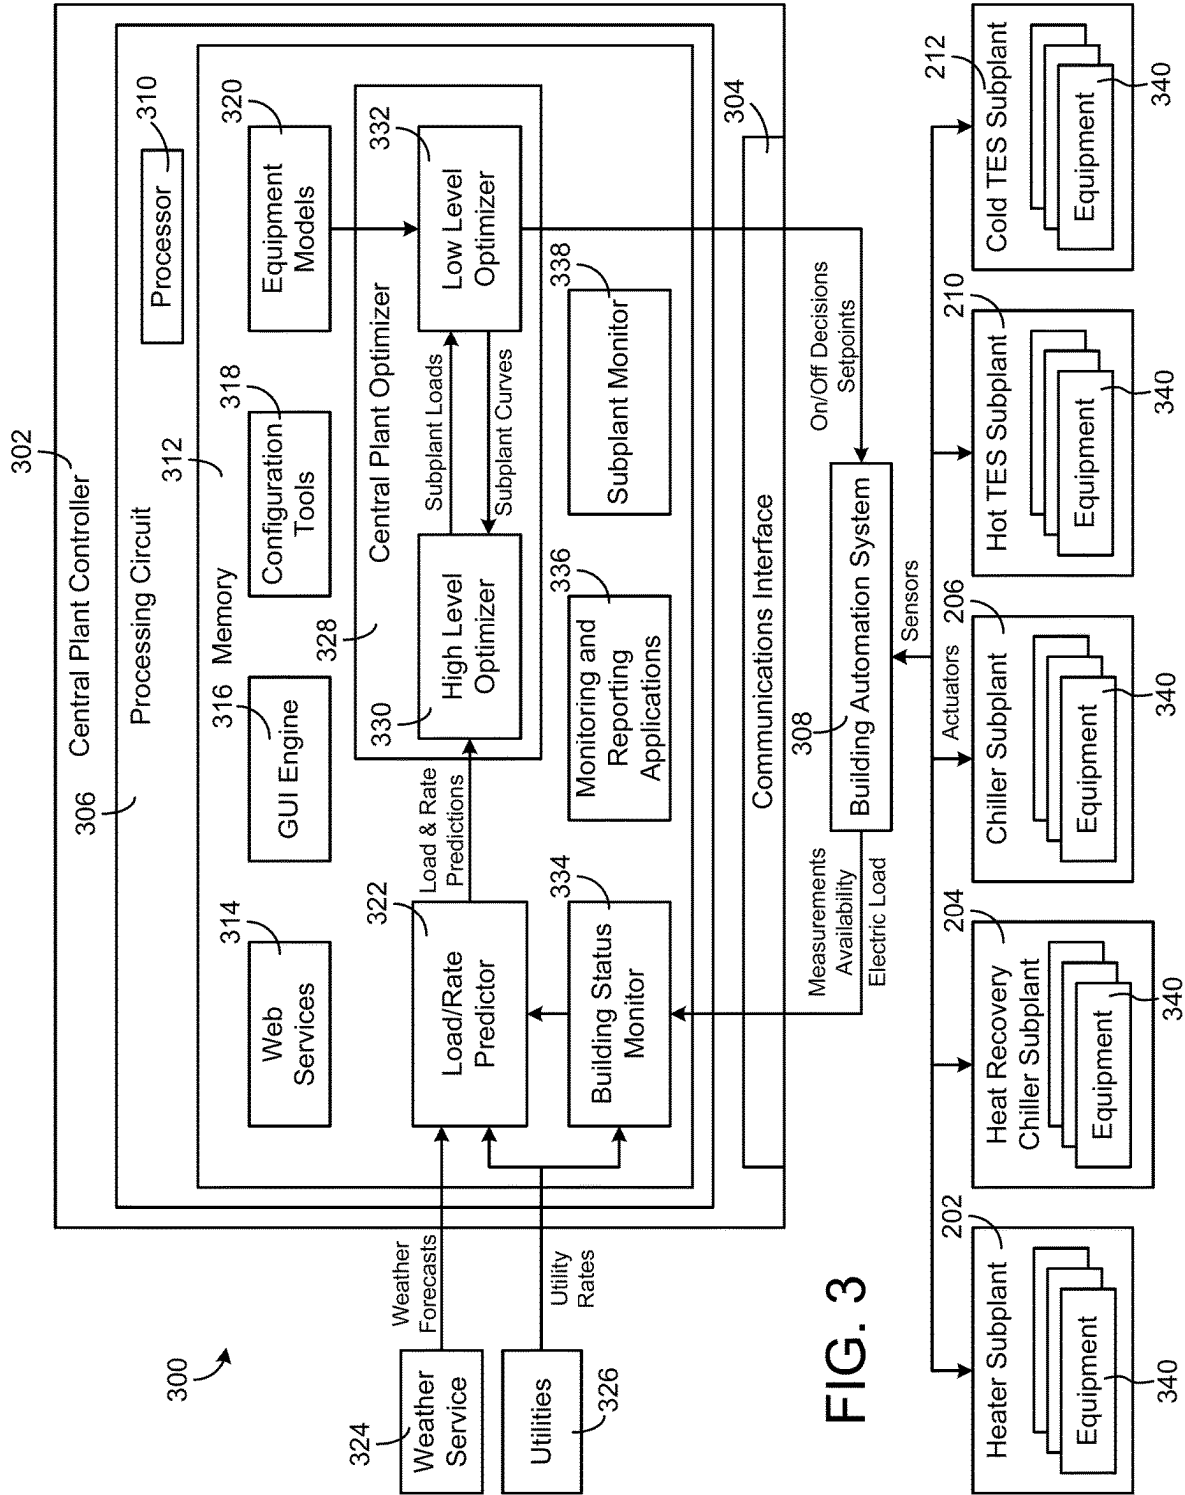 300
302
Central Plant Controller
306
Processing Circuit
Processor
310
312
Memory
314
Web
Services
316
GUI Engine
318
Configuration
Tools
320
Equipment
Models
324
Weather
Service
Weather
Forecasts
Utilities
326
Utility
Rates
322
Load/Rate
Predictor
Load & Rate
Predictions
328
Central Plant Optimizer
330
High Level
Optimizer
Subplant Loads
Subplant Curves
332
Low Level
Optimizer
334
Building Status
Monitor
336
Monitoring and
Reporting
Applications
338
Subplant Monitor
Communications Interface
304
Measurements
Availability
Electric Load
308
Building Automation System
On/Off Decisions
Setpoints
Actuators
Sensors
202
Heater Subplant
Equipment
340
204
Heat Recovery
Chiller Subplant
Equipment
340
206
Chiller Subplant
Equipment
340
210
Hot TES Subplant
Equipment
340
212
Cold TES Subplant
Equipment
340
FIG. 3